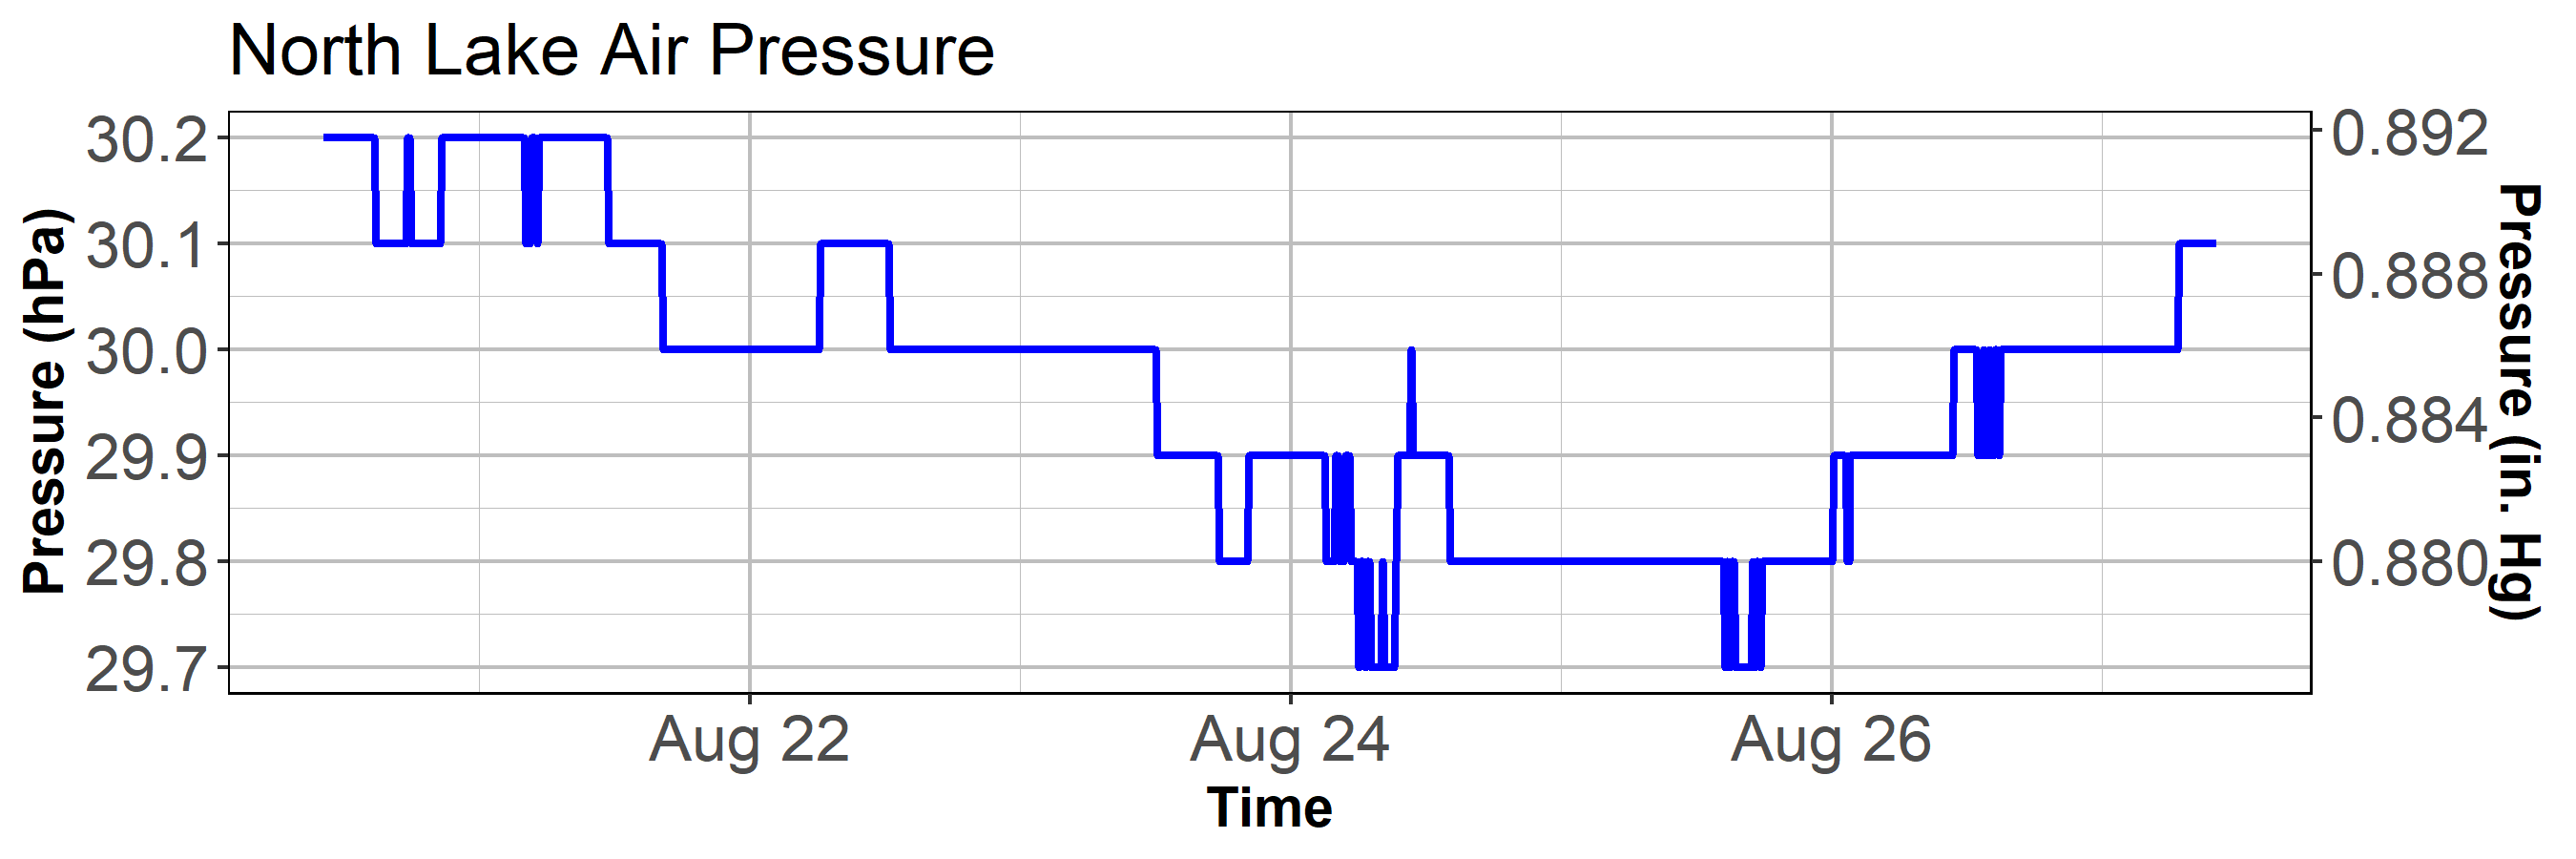 North Lake Air Pressure
Pressure (hPa)
30.2
30.1
30.0
29.9
29.8
29.7
0.892
0.888
0.884
0.880
Pressure (in. Hg)
Aug 22
Aug 24
Aug 26
Time